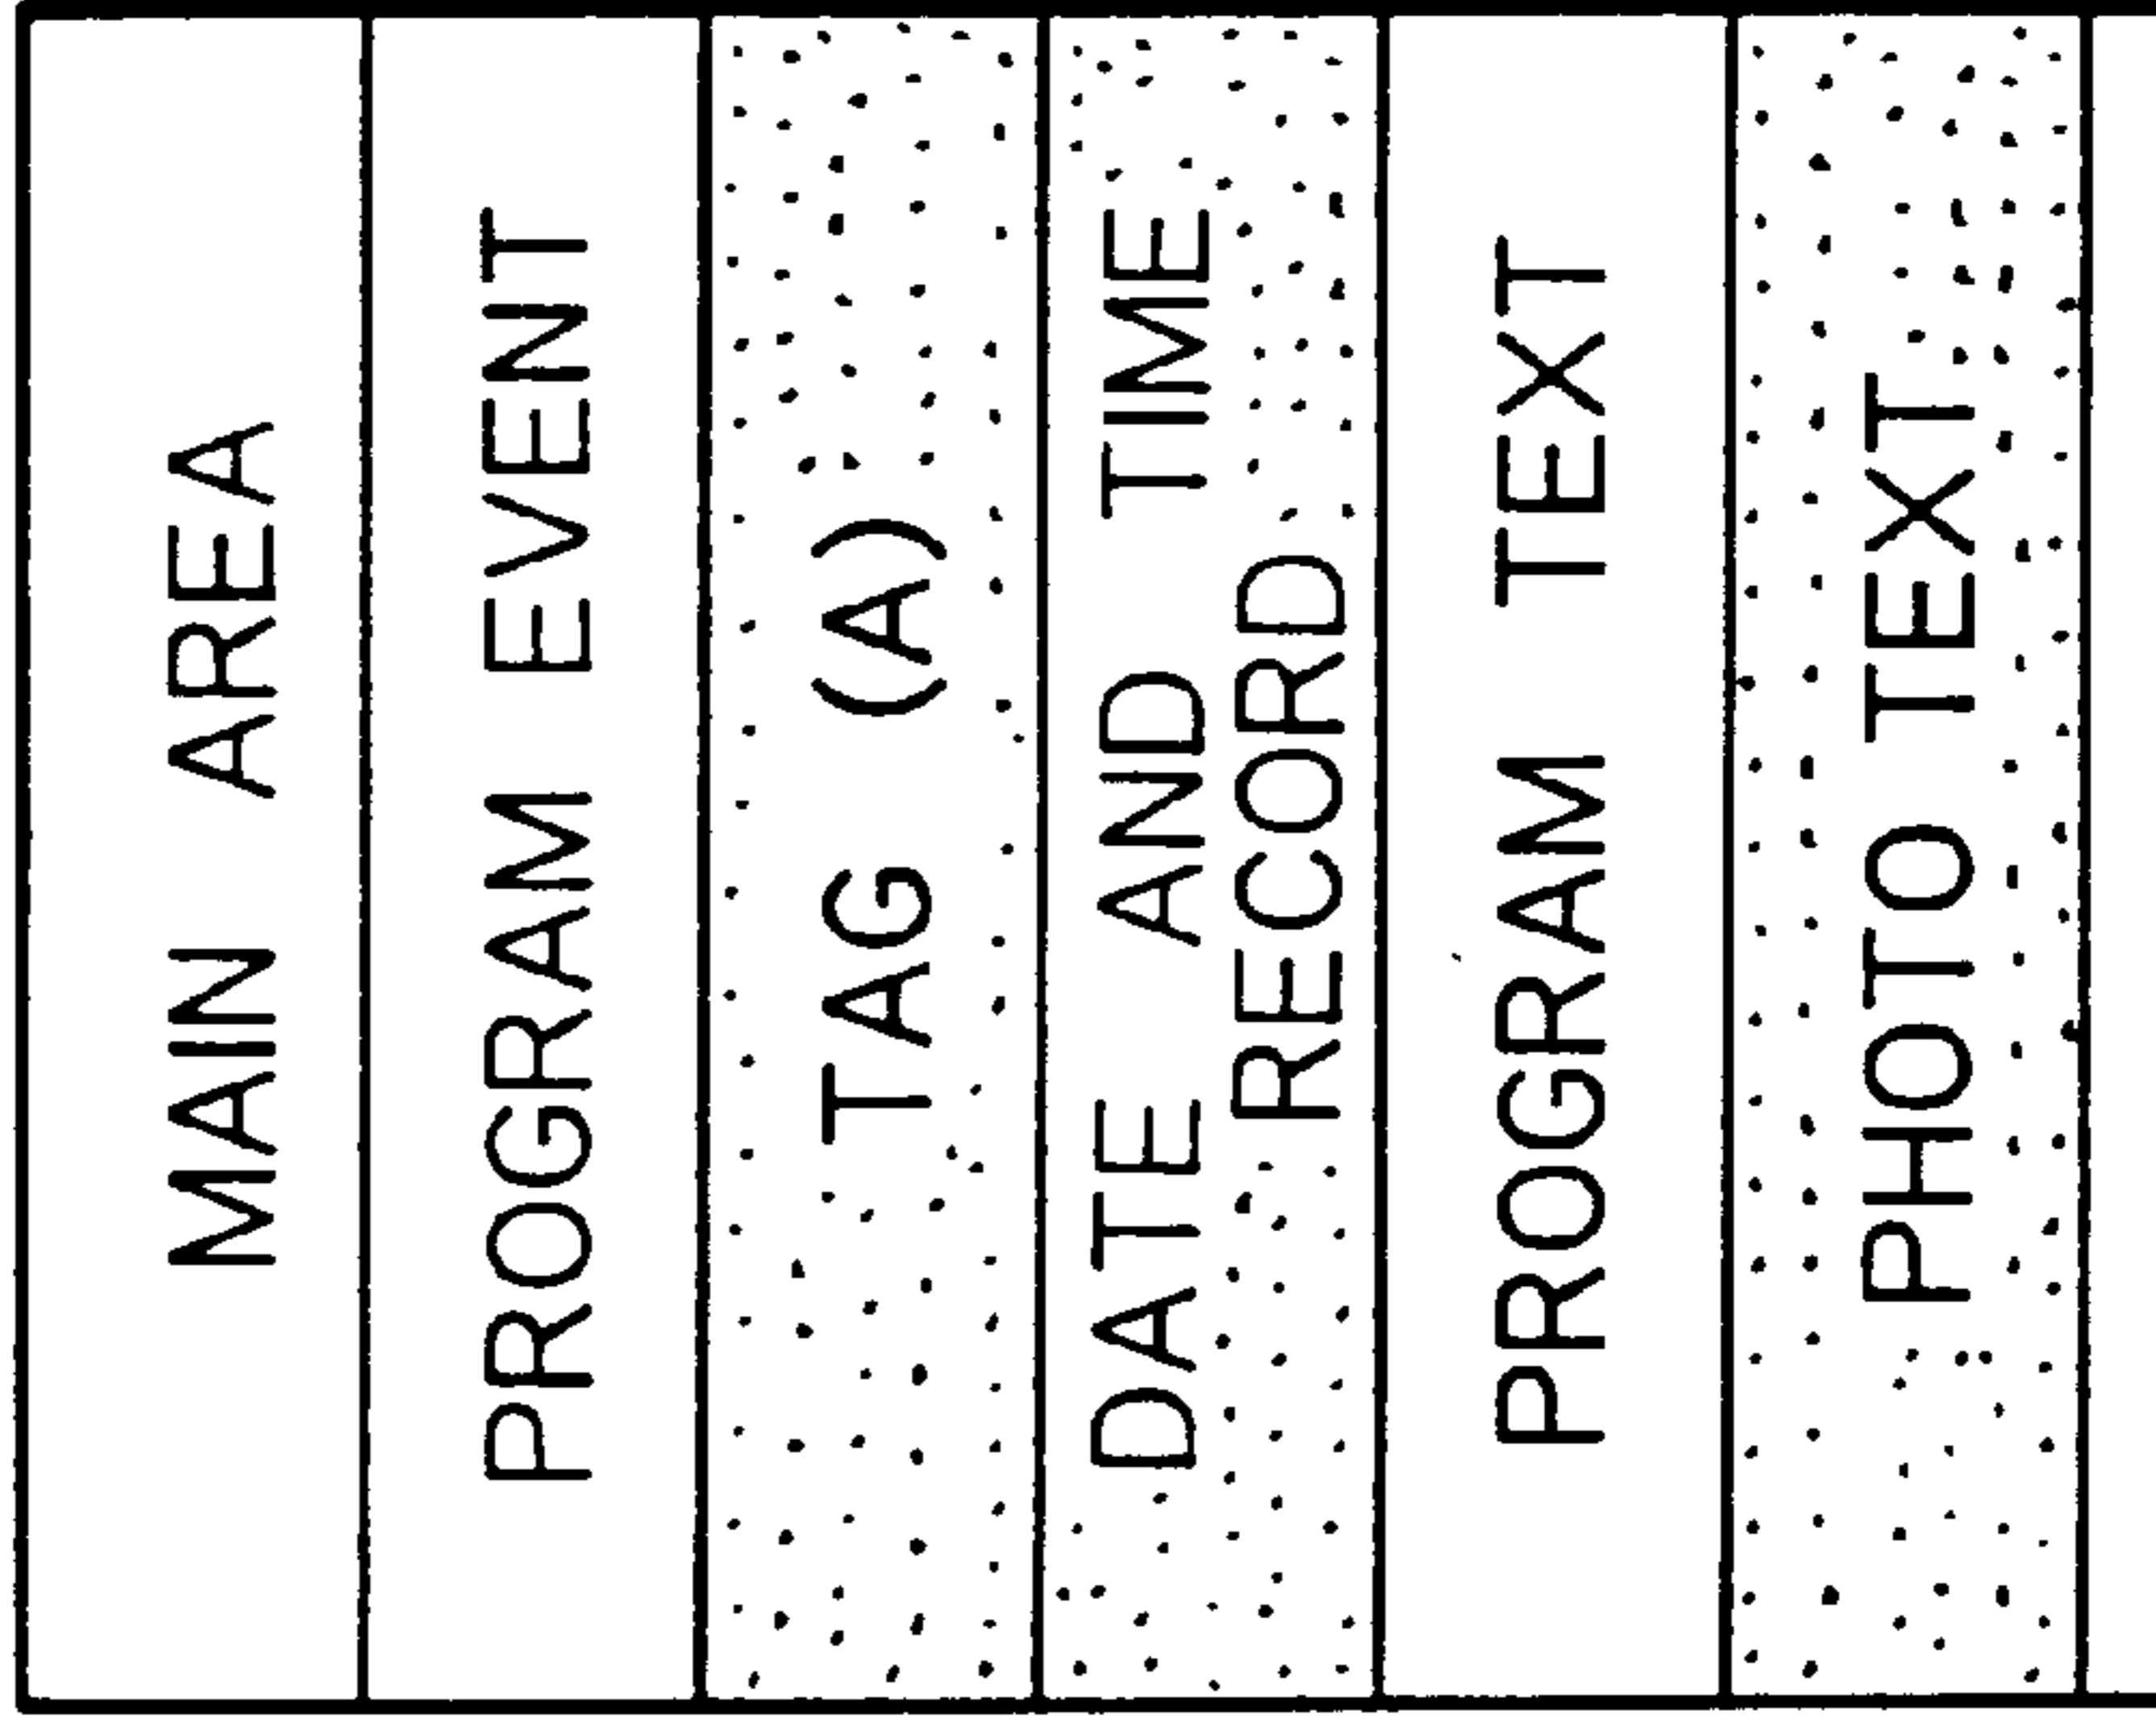 MAIN AREA
PROGRAM EVENT
TAG (A)
DATE AND TIME
RECORD
PROGRAM TEXT
PHOTO TEXT